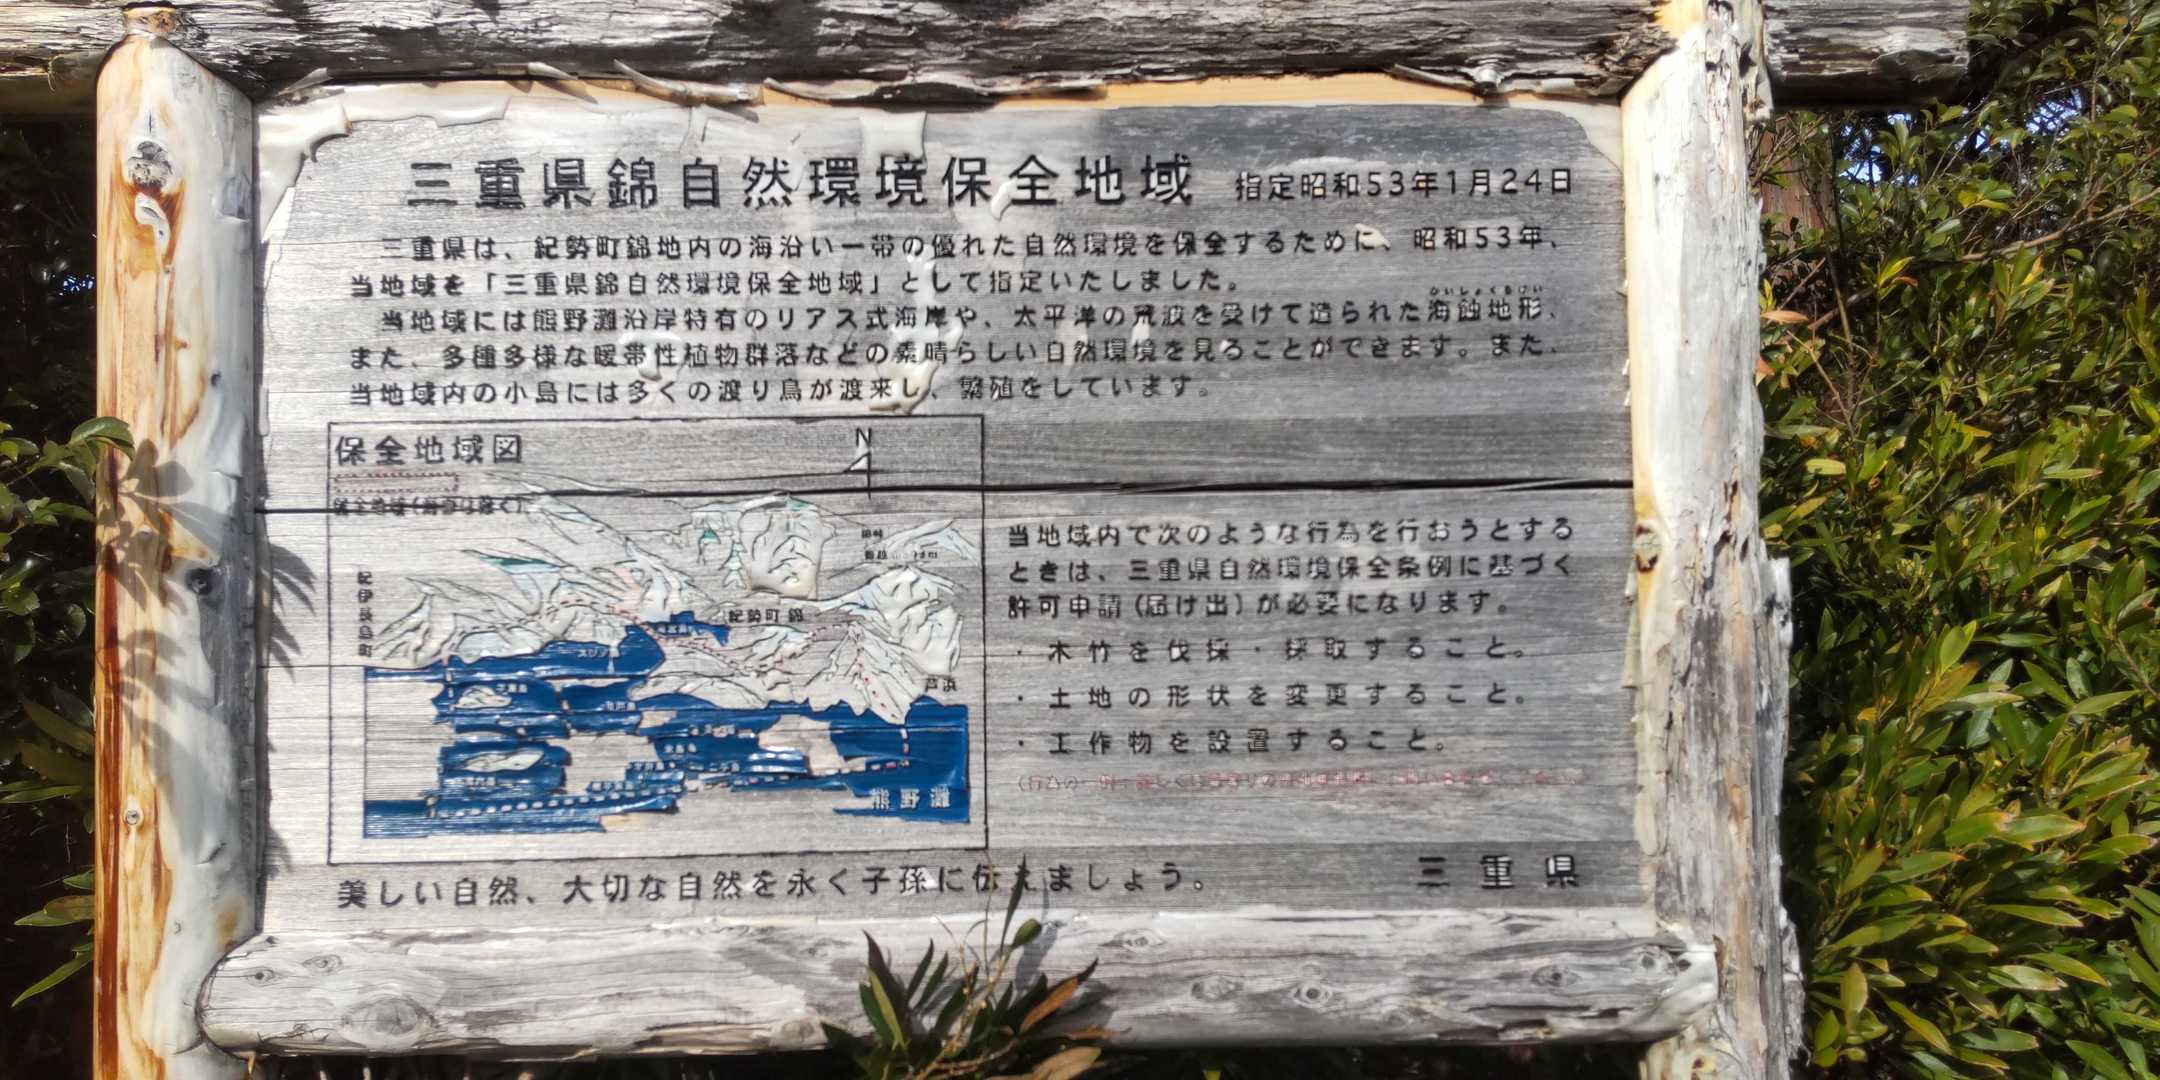 三重県錦自然環境保全地域 指定昭和53年1月24日
三重県は、紀勢町錦地内の海沿い一帯の優れた自然環境を保全するために、昭和53年、
当地域を「三重県錦自然環境保全地域」として指定いたしました。
かいしょくちけい
当地域には熊野灘沿岸特有のリアス式海岸や、太平洋の荒波を受けて造られた海蝕地形、
また、多種多様な暖帯性植物群落などの素晴らしい自然環境を見ることができます。また、
当地域内の小島には多くの渡り鳥が渡来し、繁殖をしています。
保全地域図
N
保全地域(海面は除く)
紀伊長島町
紀勢町 錦
芦浜
熊野灘
当地域内で次のような行為を行おうとする
ときは、三重県自然環境保全条例に基づく
許可申請(届け出)が必要になります。
・木竹を伐採・採取すること。
・土地の形状を変更すること。
・工作物を設置すること。
美しい自然、大切な自然を永く子孫に伝えましょう。
三重県